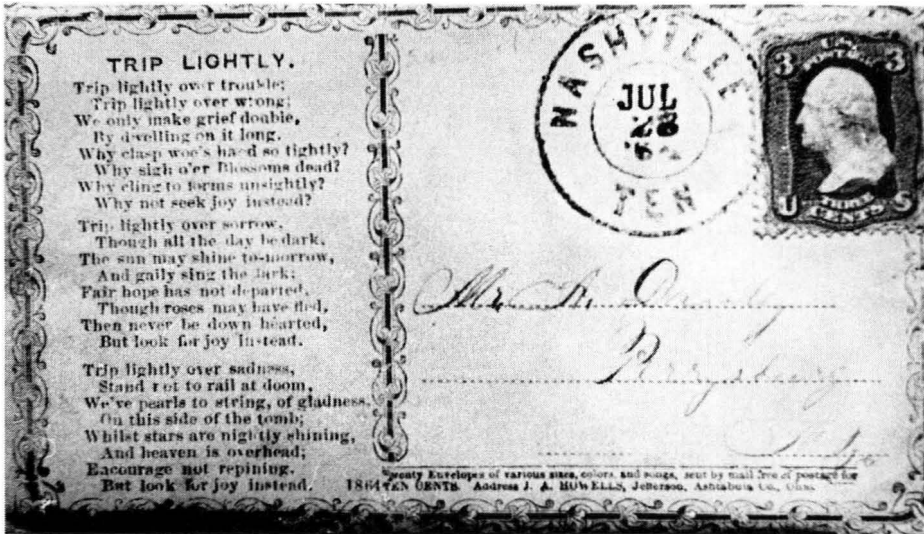 TRIP LIGHTLY.
Trip lightly over trouble;
Trip lightly over wrong;
We only make grief double,
By dwelling on it long.
Why clasp woe's hand so tightly?
Why sigh o'er Blossoms dead?
Why cling to forms unsightly?
Why not seek joy instead?
Trip lightly over sorrow,
Though all the day be dark,
The sun may shine to-morrow,
And gaily sing the lark;
Fair hope has not departed,
Though roses may have fled,
Then never be down hearted,
But look for joy instead.
Trip lightly over sadness,
Stand not to rail at doom,
We've pearls to string, of gladness,
On this side of the tomb;
Whilst stars are nightly shining,
And heaven is overhead;
Encourage not repining,
But look for joy instead.
1864
NASHVILLE
JUL
28
TEN
3 U.S. POSTAGE 3
U THREE CENTS S
Mr. A.
Perrysburg
Twenty Envelopes of various sizes, colors, and songs, sent by mail free of postage for
TEN CENTS. Address J. A. HOWELLS, Jefferson, Ashtabula Co., Ohio.